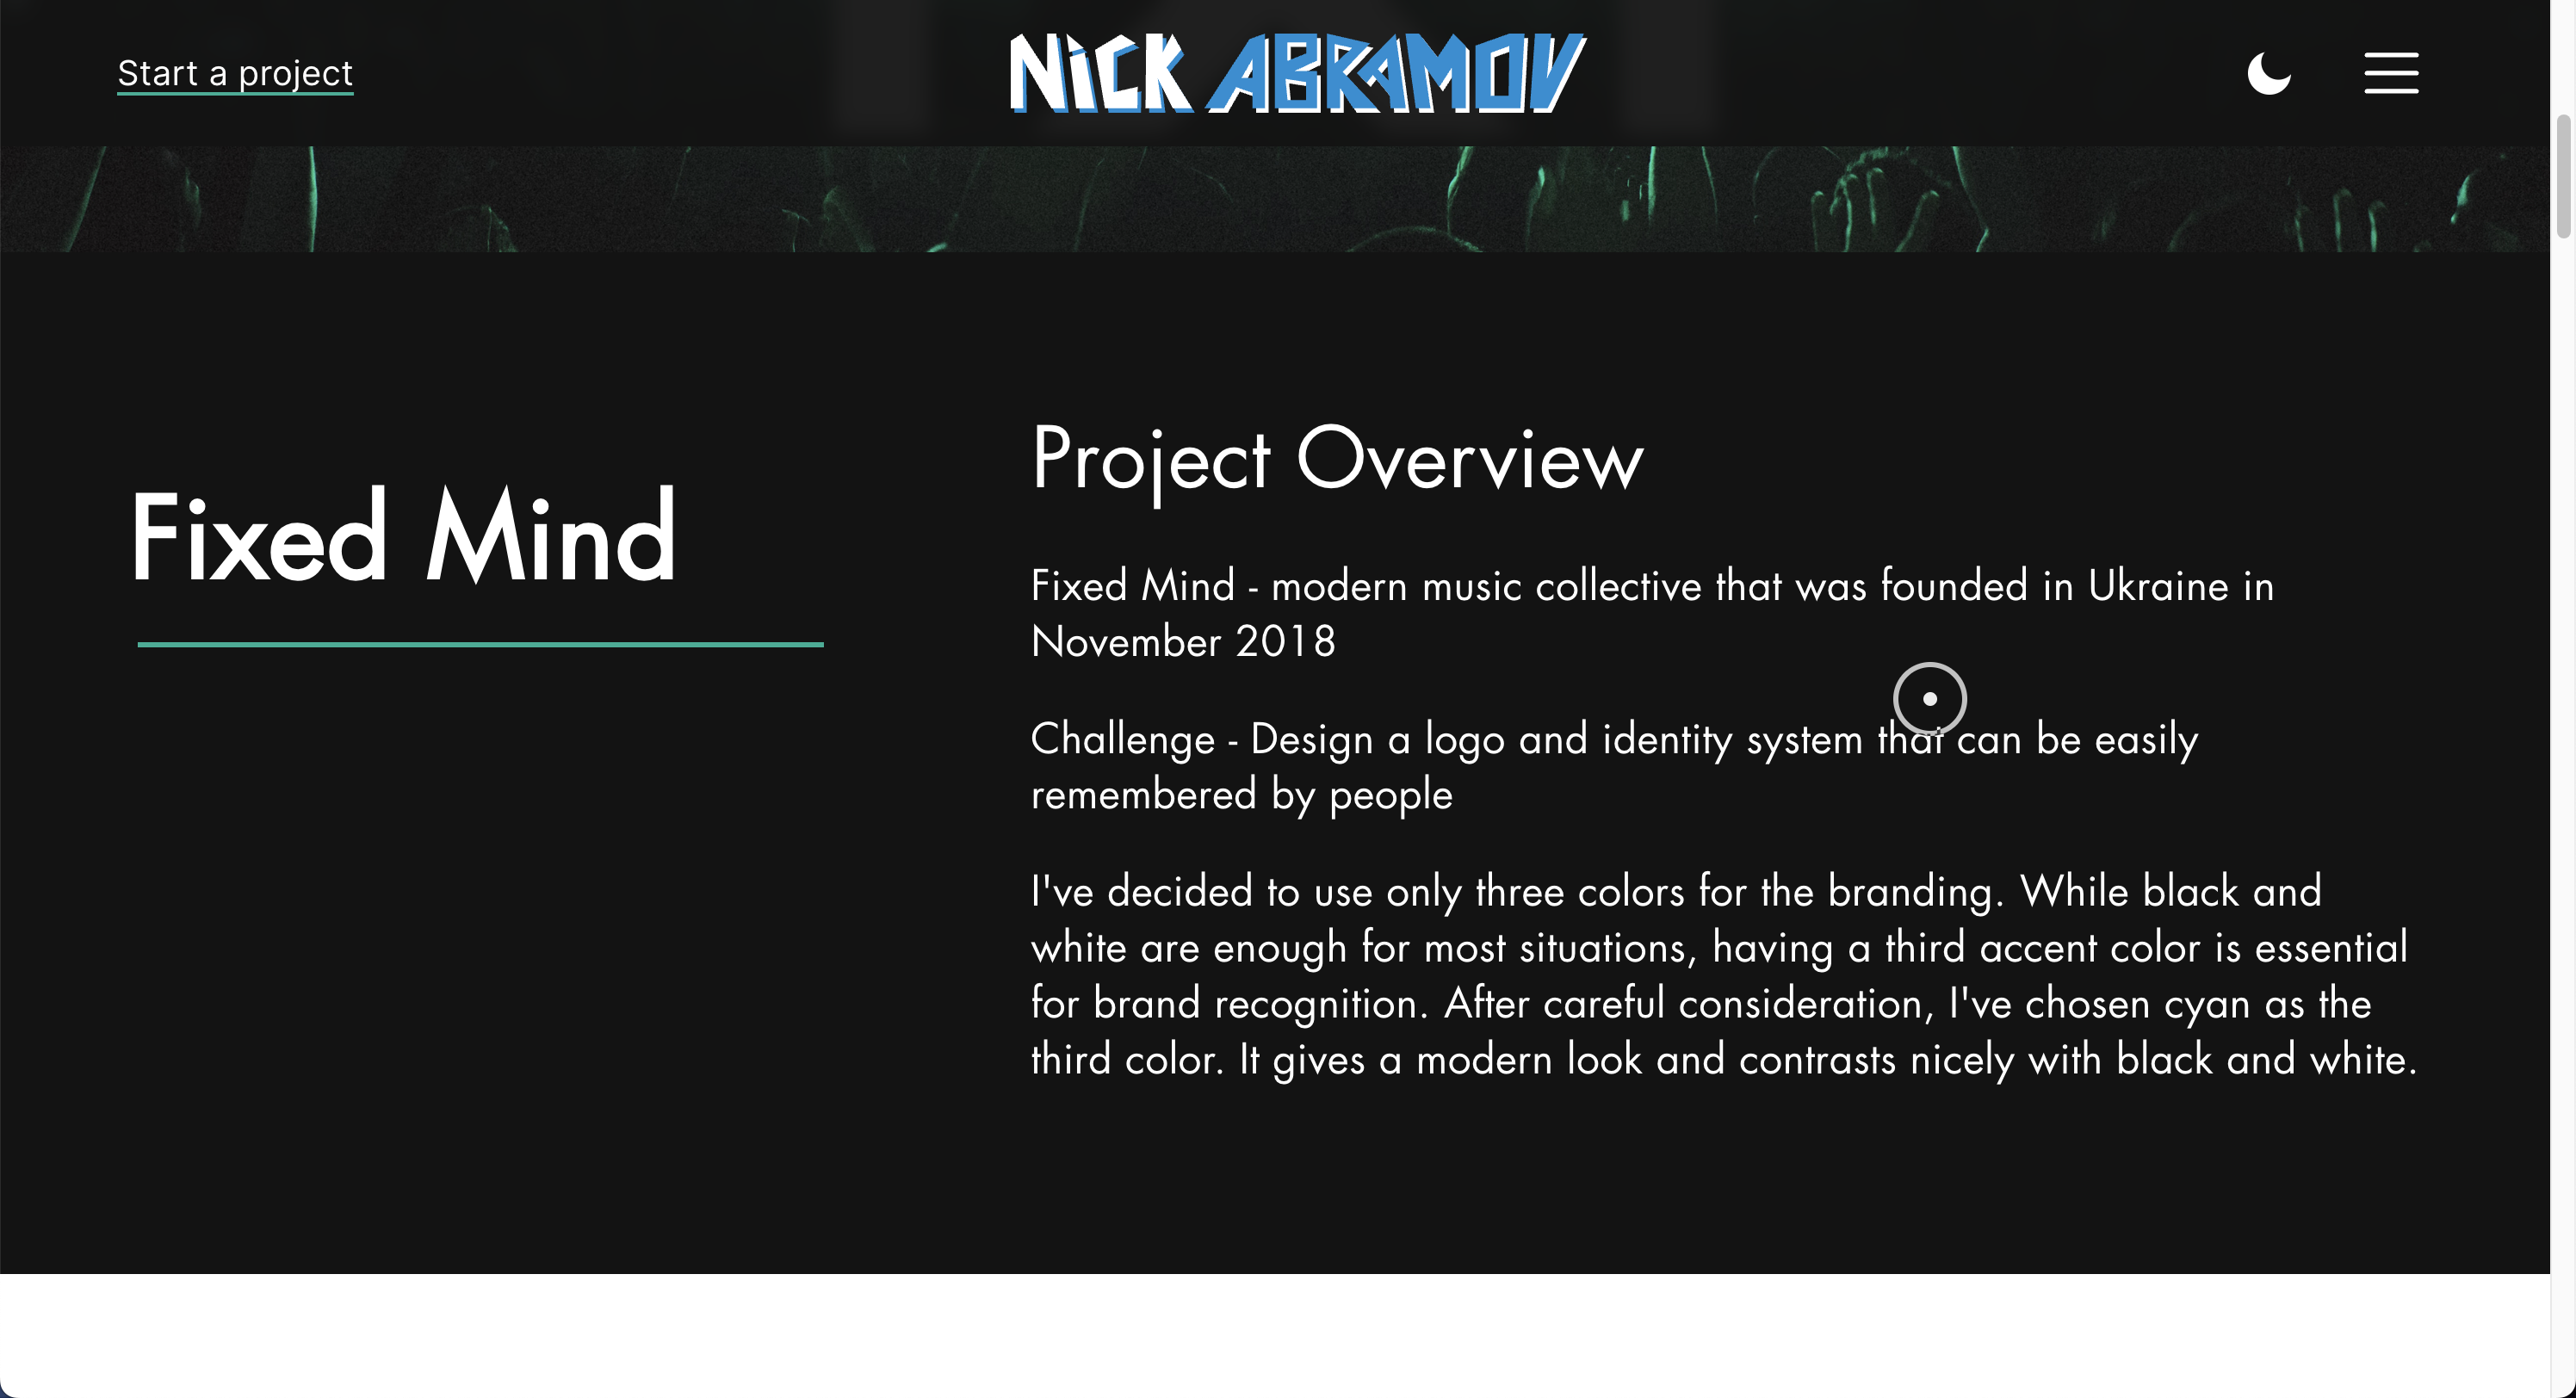 Start a project
NiCK ABRAMOV
Fixed Mind
Project Overview
Fixed Mind - modern music collective that was founded in Ukraine in
November 2018
Challenge - Design a logo and identity system that can be easily
remembered by people
I've decided to use only three colors for the branding. While black and
white are enough for most situations, having a third accent color is essential
for brand recognition. After careful consideration, I've chosen cyan as the
third color. It gives a modern look and contrasts nicely with black and white.